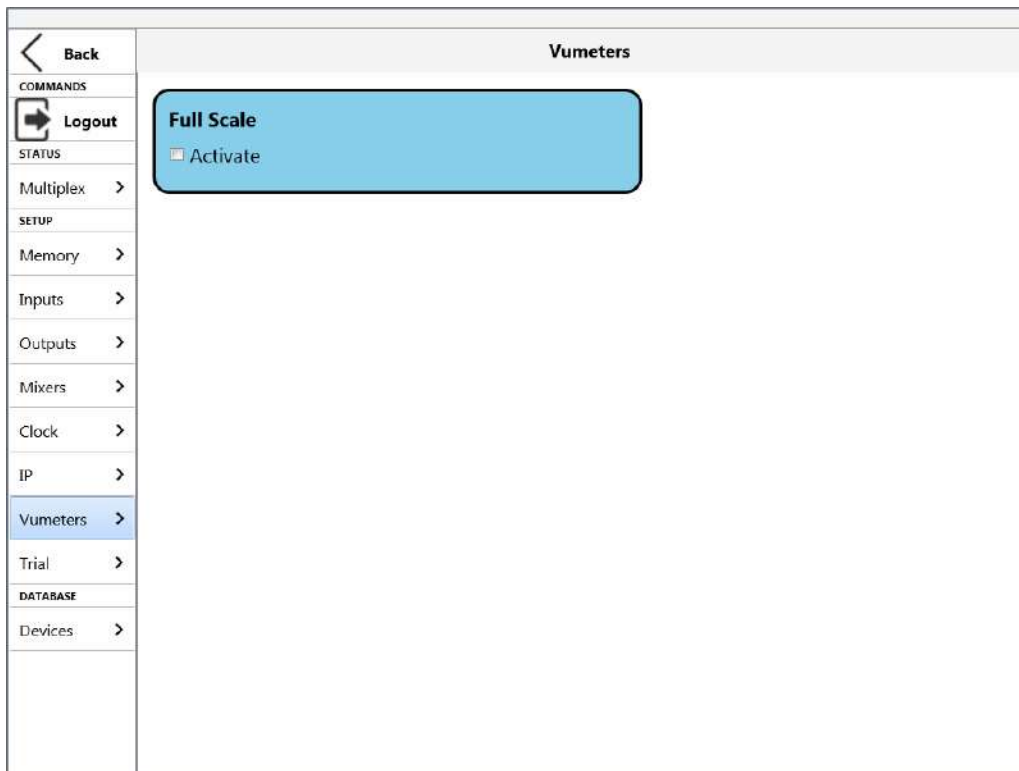 Back
Vumeters
COMMANDS
Logout
STATUS
Multiplex
SETUP
Memory
Inputs
Outputs
Mixers
Clock
IP
Vumeters
Trial
DATABASE
Devices
Full Scale
Activate